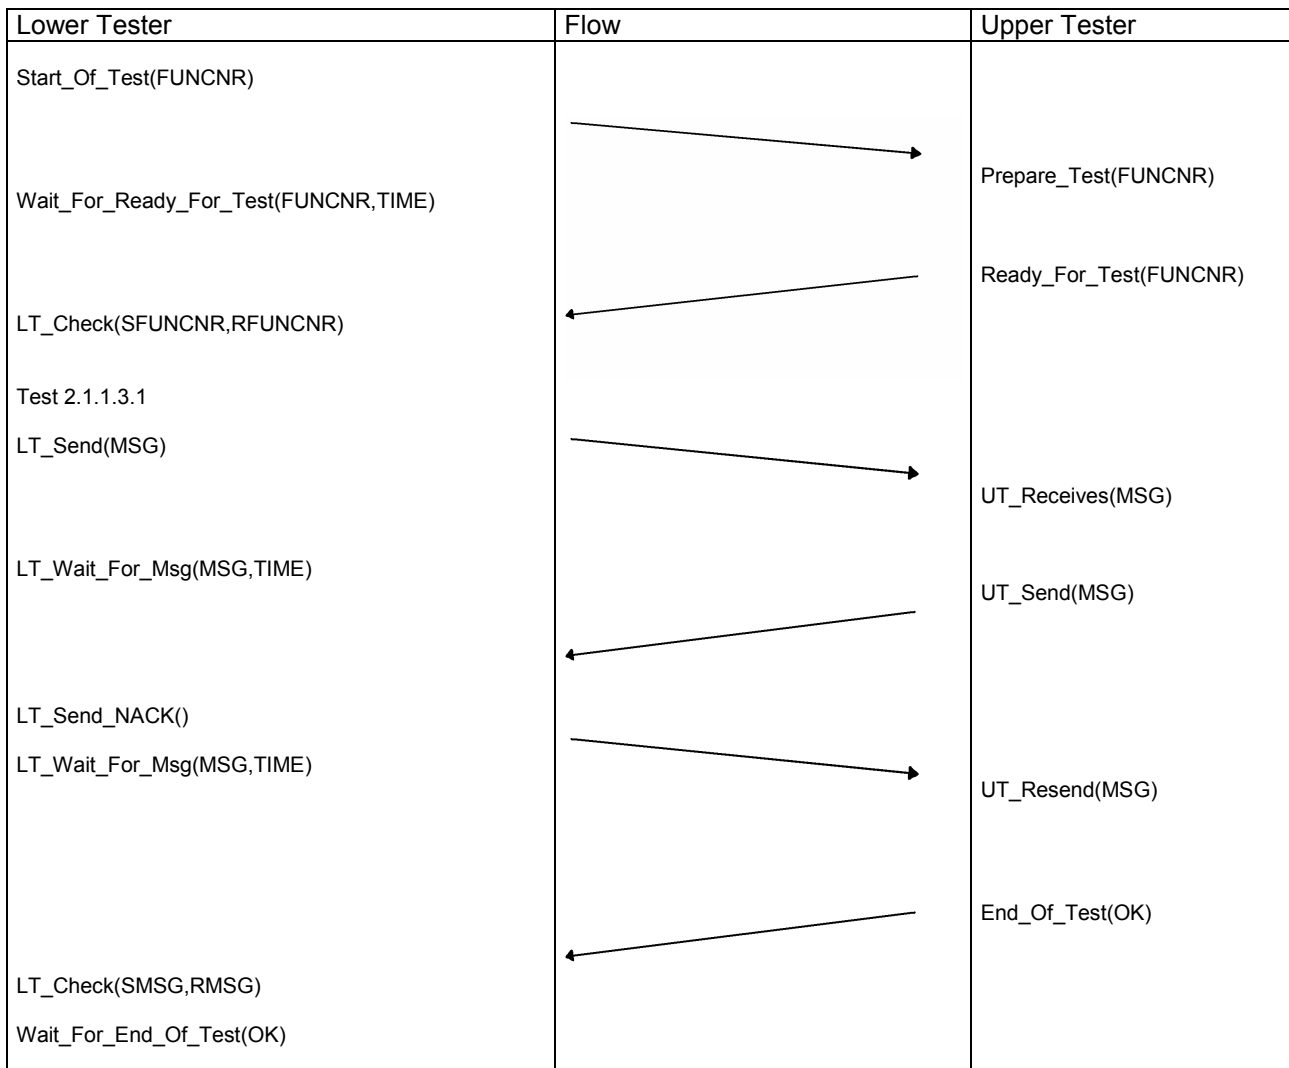 Lower Tester
Flow
Upper Tester
Start_Of_Test(FUNCNR)
Prepare_Test(FUNCNR)
Wait_For_Ready_For_Test(FUNCNR,TIME)
Ready_For_Test(FUNCNR)
LT_Check(SFUNCNR,RFUNCNR)
Test 2.1.1.3.1
LT_Send(MSG)
UT_Receives(MSG)
LT_Wait_For_Msg(MSG,TIME)
UT_Send(MSG)
LT_Send_NACK()
LT_Wait_For_Msg(MSG,TIME)
UT_Resend(MSG)
End_Of_Test(OK)
LT_Check(SMSG,RMSG)
Wait_For_End_Of_Test(OK)